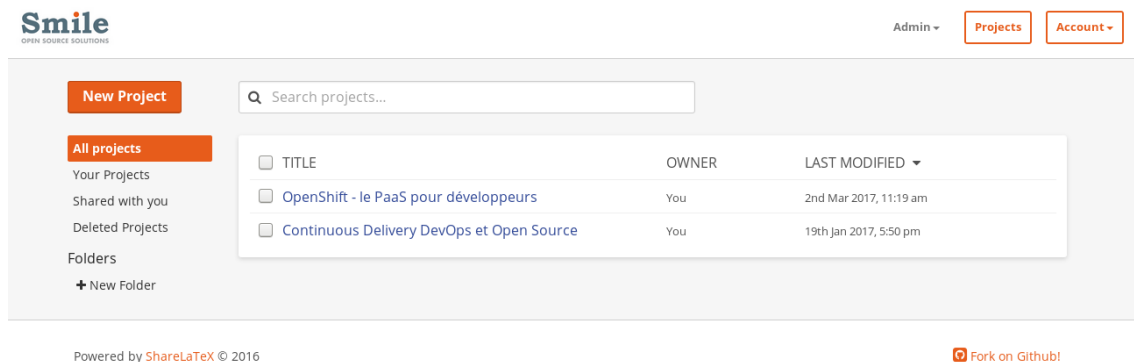 Smile
OPEN SOURCE SOLUTIONS
Admin
Projects
Account
New Project
Search projects...
All projects
Your Projects
Shared with you
Deleted Projects
Folders
New Folder
TITLE OWNER LAST MODIFIED
OpenShift - le PaaS pour développeurs You 2nd Mar 2017, 11:19 am
Continuous Delivery DevOps et Open Source You 19th Jan 2017, 5:50 pm
Powered by ShareLaTeX © 2016
Fork on Github!